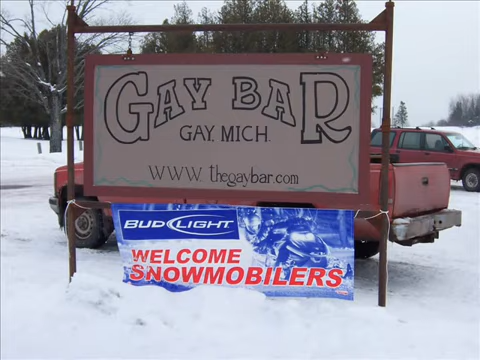 GAY BAR
GAY, MICH.
WWW.thegaybar.com
BUD LIGHT
WELCOME
SNOWMOBILERS